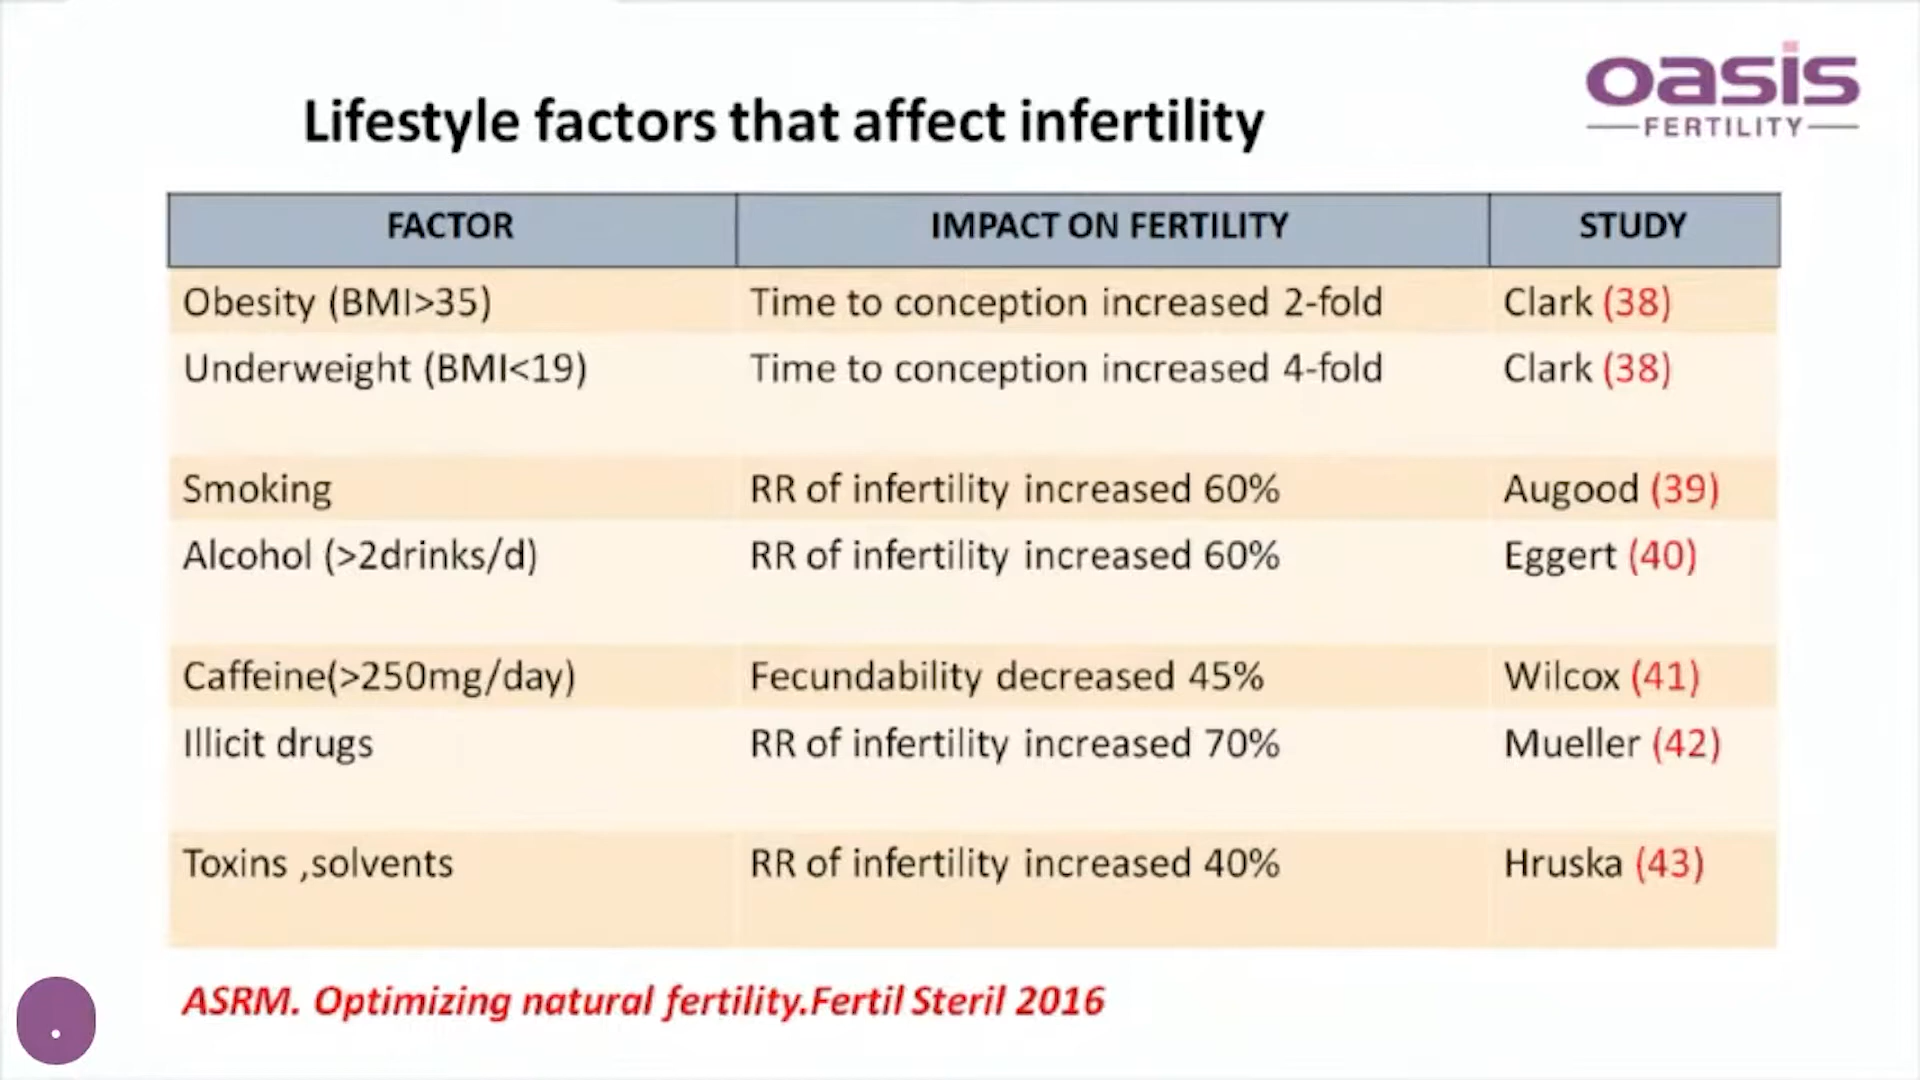 oasis
FERTILITY
Lifestyle factors that affect infertility
FACTOR IMPACT ON FERTILITY STUDY
Obesity (BMI>35) Time to conception increased 2-fold Clark (38)
Underweight (BMI<19) Time to conception increased 4-fold Clark (38)
Smoking RR of infertility increased 60% Augood (39)
Alcohol (>2drinks/d) RR of infertility increased 60% Eggert (40)
Caffeine(>250mg/day) Fecundability decreased 45% Wilcox (41)
Illicit drugs RR of infertility increased 70% Mueller (42)
Toxins ,solvents RR of infertility increased 40% Hruska (43)
ASRM. Optimizing natural fertility.Fertil Steril 2016